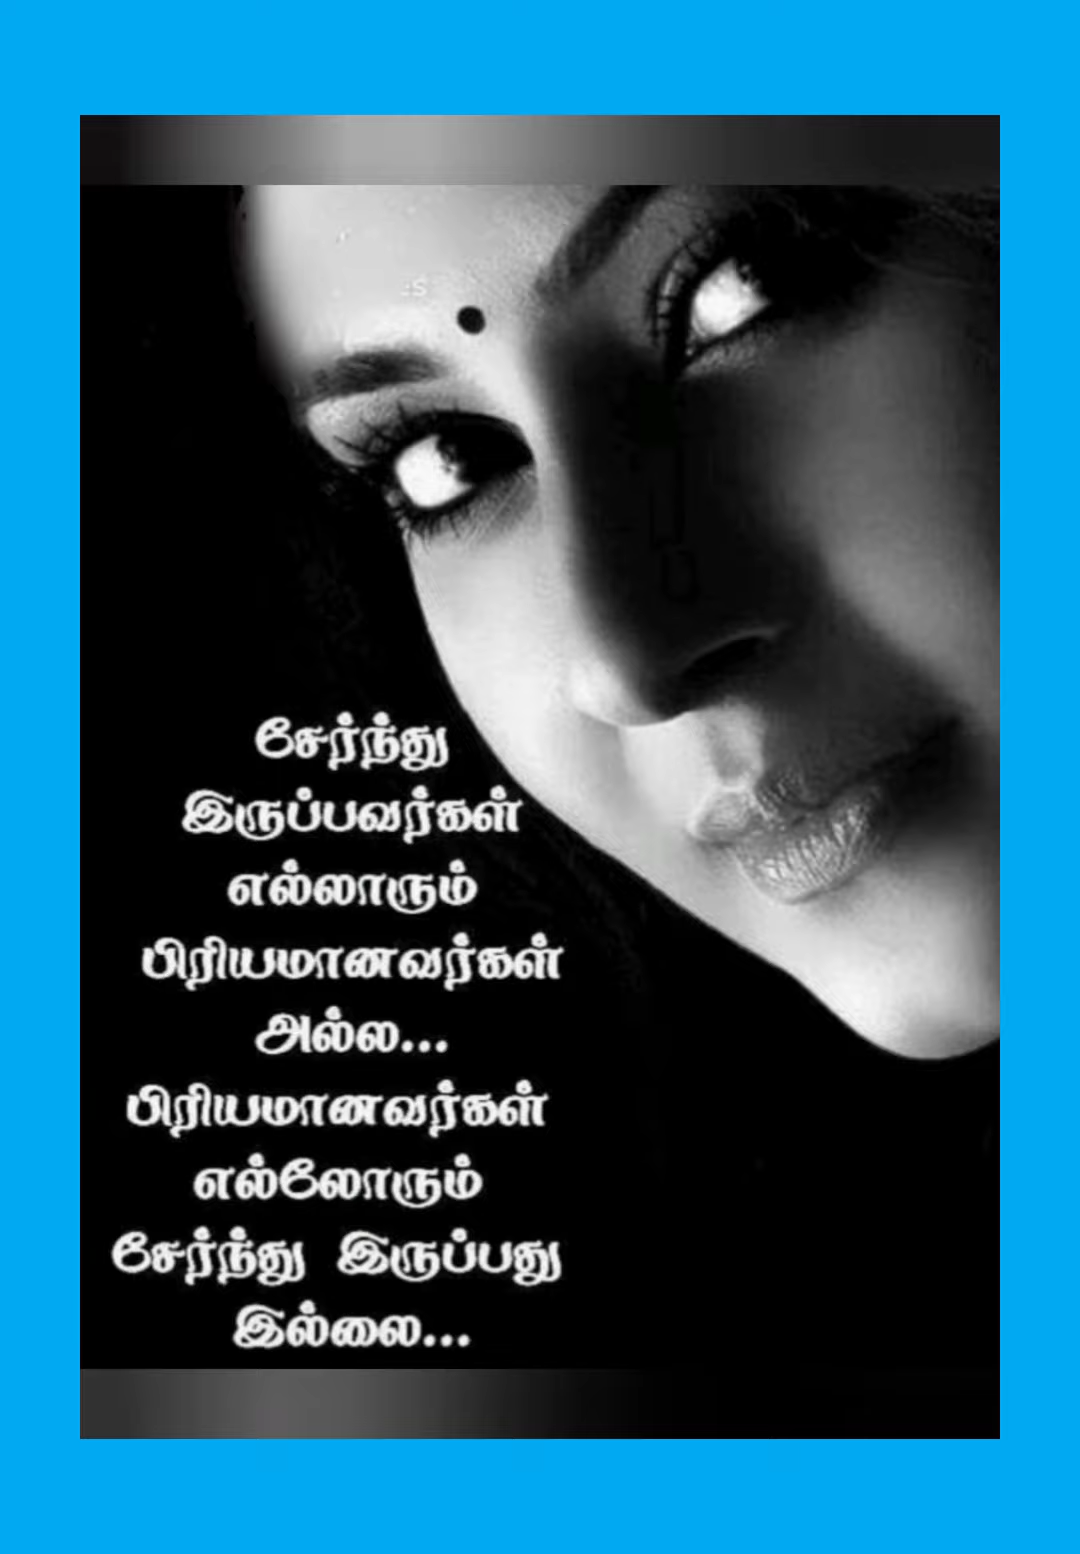 சேர்ந்து
இருப்பவர்கள்
எல்லாரும்
பிரியமானவர்கள்
அல்ல...
பிரியமானவர்கள்
எல்லோரும்
சேர்ந்து இருப்பது
இல்லை...